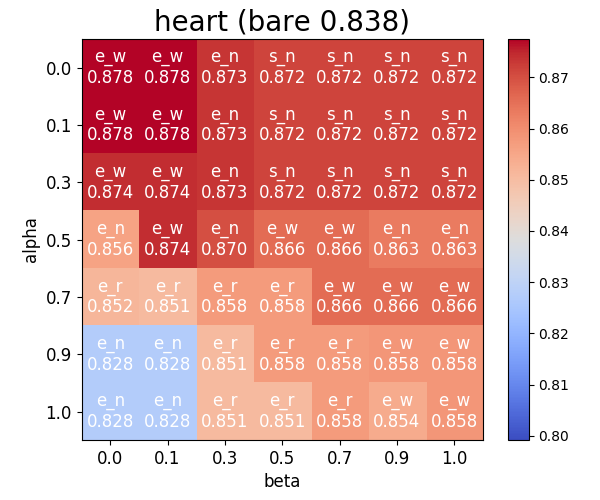 heart (bare 0.838)
alpha
0.0
e_w e_w e_n s_n s_n s_n s_n
0.878 0.878 0.873 0.872 0.872 0.872 0.872
0.1
e_w e_w e_n s_n s_n s_n s_n
0.878 0.878 0.873 0.872 0.872 0.872 0.872
0.3
e_w e_w e_n s_n s_n s_n s_n
0.874 0.874 0.873 0.872 0.872 0.872 0.872
0.5
e_n e_w e_n e_w e_w e_n e_n
0.856 0.874 0.870 0.866 0.866 0.863 0.863
0.7
e_r e_r e_r e_r e_w e_w e_w
0.852 0.851 0.858 0.858 0.866 0.866 0.866
0.9
e_n e_n e_r e_r e_r e_w e_w
0.828 0.828 0.851 0.858 0.858 0.858 0.858
1.0
e_n e_n e_r e_r e_r e_w e_w
0.828 0.828 0.851 0.851 0.858 0.854 0.858
0.0 0.1 0.3 0.5 0.7 0.9 1.0
beta
0.87
0.86
0.85
0.84
0.83
0.82
0.81
0.80